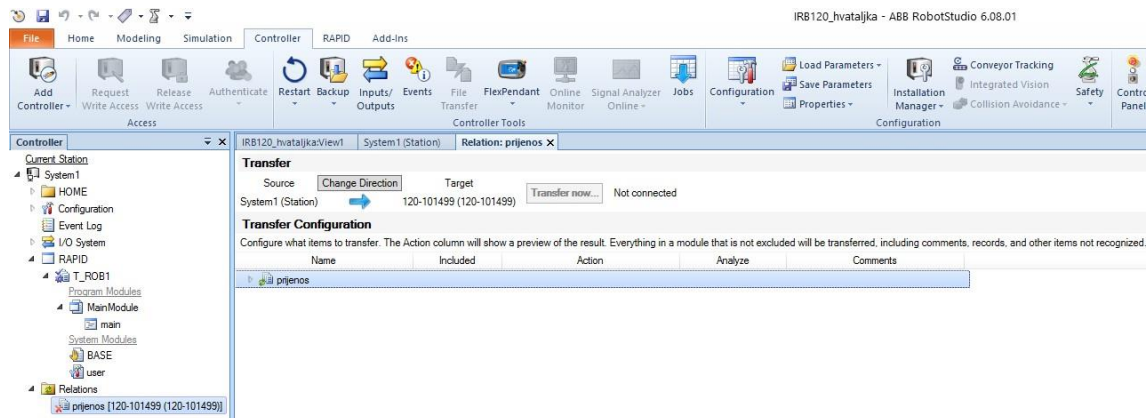 IRB120_hvataljka - ABB RobotStudio 6.08.01
File Home Modeling Simulation Controller RAPID Add-Ins
Add Controller
Request Write Access
Release Write Access
Authenticate
Restart
Backup
Inputs/ Outputs
Events
File Transfer
FlexPendant
Online Monitor
Signal Analyzer Online
Jobs
Configuration
Load Parameters
Save Parameters
Properties
Installation Manager
Conveyor Tracking
Integrated Vision
Collision Avoidance
Safety
Panel
Access
Controller Tools
Configuration
Controller
Current Station
System1
HOME
Configuration
Event Log
I/O System
RAPID
T_ROB1
Program Modules
MainModule
main
System Modules
BASE
user
Relations
prijenos [120-101499 (120-101499)]
IRB120_hvataljka:View1 System1 (Station) Relation: prijenos X
Transfer
Source Change Direction Target
System1 (Station) 120-101499 (120-101499) Transfer now... Not connected
Transfer Configuration
Configure what items to transfer. The Action column will show a preview of the result. Everything in a module that is not excluded will be transferred, including comments, records, and other items not recognized.
Name Included Action Analyze Comments
prijenos